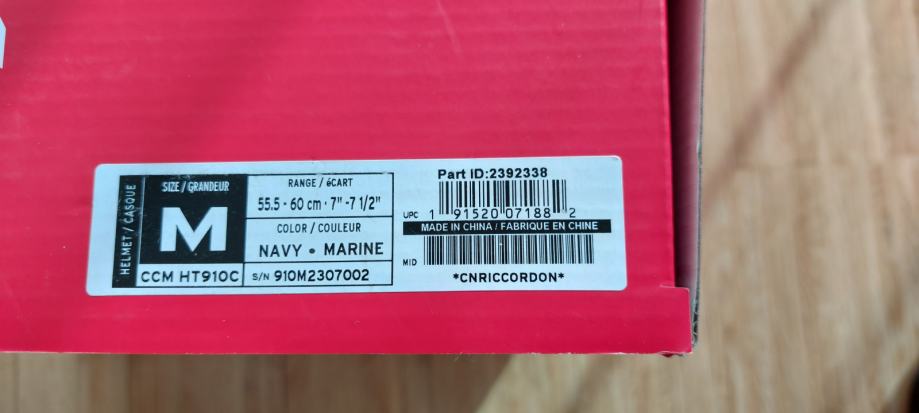 HELMET / CASQUE
SIZE / GRANDEUR
M
CCM HT910C
RANGE / éCART
55.5 - 60 cm · 7" -7 1/2"
COLOR / COULEUR
NAVY • MARINE
S/N 910M2307002
Part ID:2392338
UPC 1 91520 07188 2
MADE IN CHINA / FABRIQUE EN CHINE
MID
*CNRICCORDON*